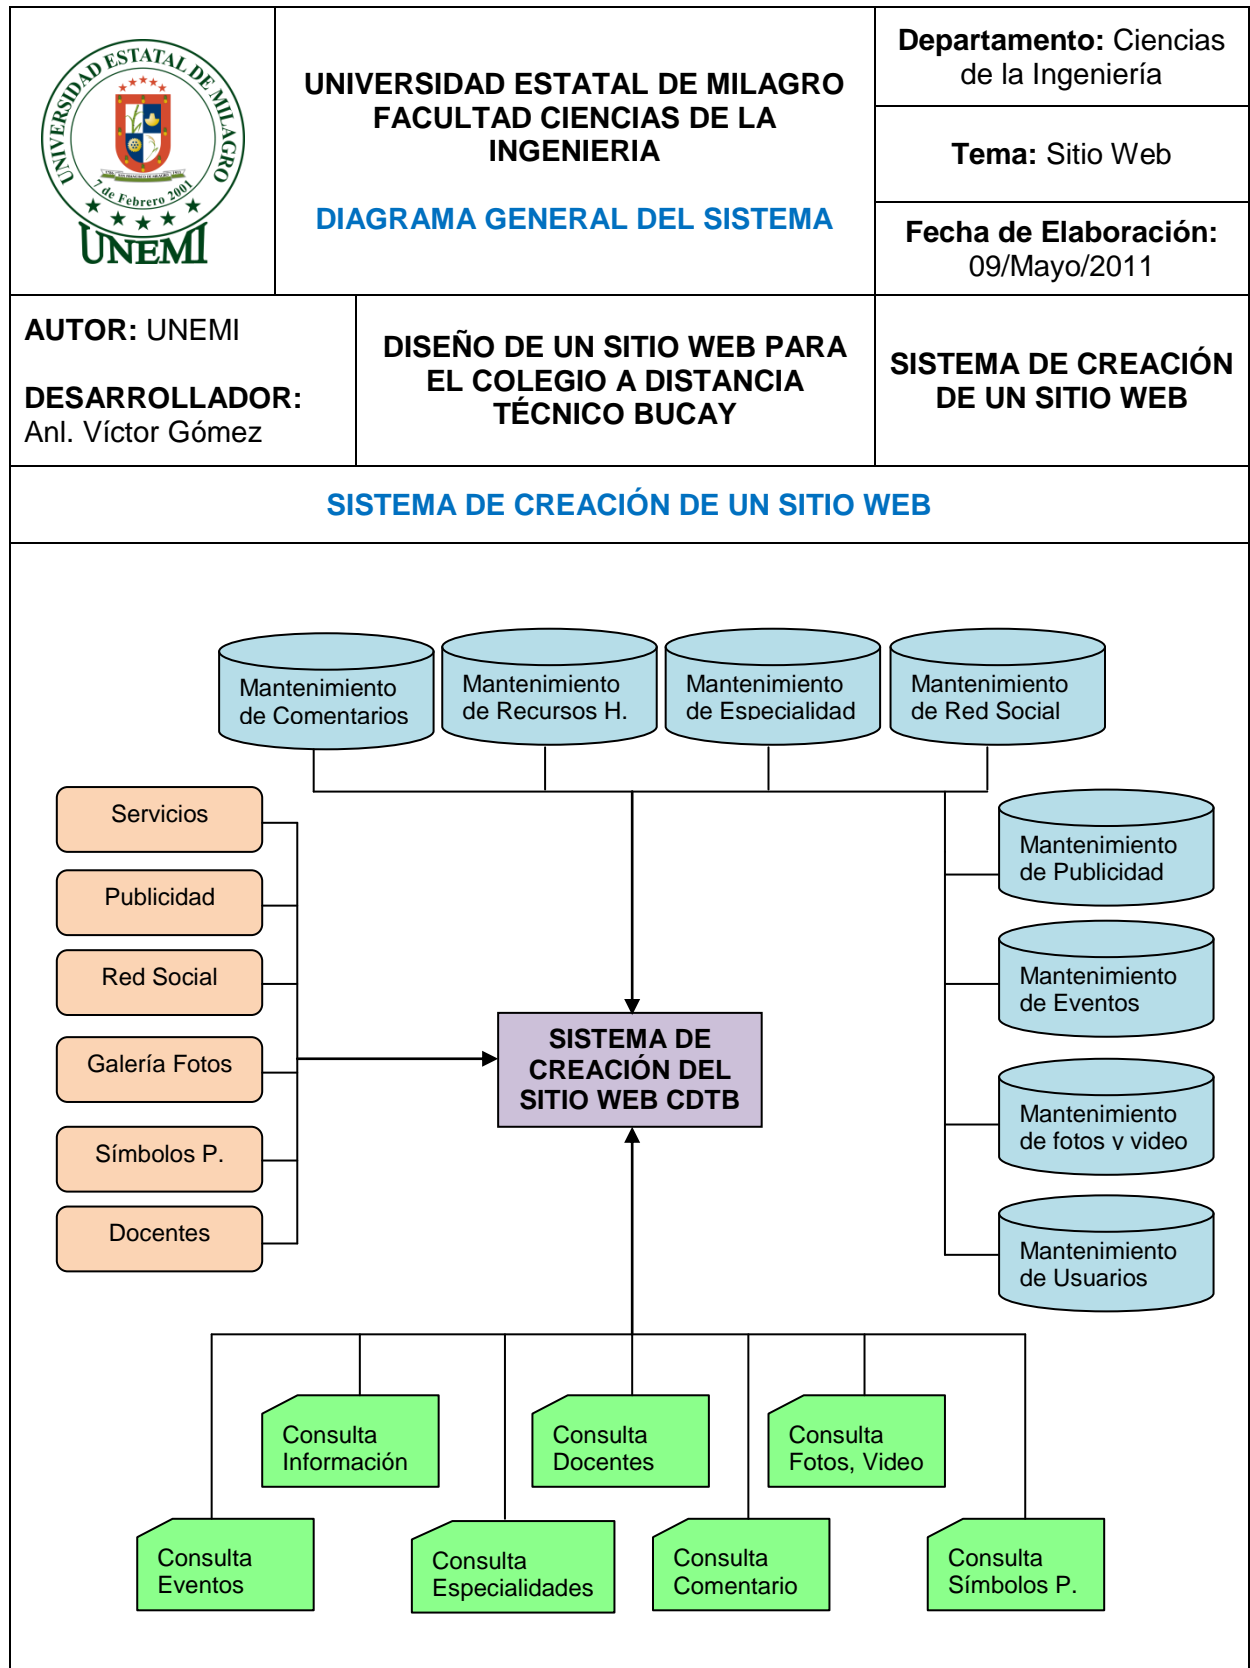 UNIVERSIDAD ESTATAL DE MILAGRO
7 de Febrero 2001
UNEMI
UNIVERSIDAD ESTATAL DE MILAGRO
FACULTAD CIENCIAS DE LA
INGENIERIA
DIAGRAMA GENERAL DEL SISTEMA
Departamento: Ciencias
de la Ingeniería
Tema: Sitio Web
Fecha de Elaboración:
09/Mayo/2011
AUTOR: UNEMI
DESARROLLADOR:
Anl. Víctor Gómez
DISEÑO DE UN SITIO WEB PARA
EL COLEGIO A DISTANCIA
TÉCNICO BUCAY
SISTEMA DE CREACIÓN
DE UN SITIO WEB
SISTEMA DE CREACIÓN DE UN SITIO WEB
Mantenimiento
de Comentarios
Mantenimiento
de Recursos H.
Mantenimiento
de Especialidad
Mantenimiento
de Red Social
Servicios
Publicidad
Red Social
Galería Fotos
Símbolos P.
Docentes
SISTEMA DE
CREACIÓN DEL
SITIO WEB CDTB
Mantenimiento
de Publicidad
Mantenimiento
de Eventos
Mantenimiento
de fotos y video
Mantenimiento
de Usuarios
Consulta
Información
Consulta
Docentes
Consulta
Fotos, Video
Consulta
Eventos
Consulta
Especialidades
Consulta
Comentario
Consulta
Símbolos P.